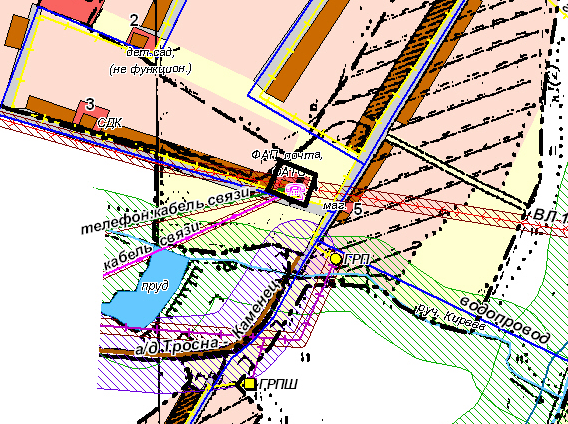 2
дет.сад
(не функцион.)
3
СДК
ФАП, почта,
маг.
5
телефон.кабель связи
кабель связи
ВЛ 1
ГРП
пруд
водопровод
руч. Кирева
а/д Тросна - Каменец
ГРПШ